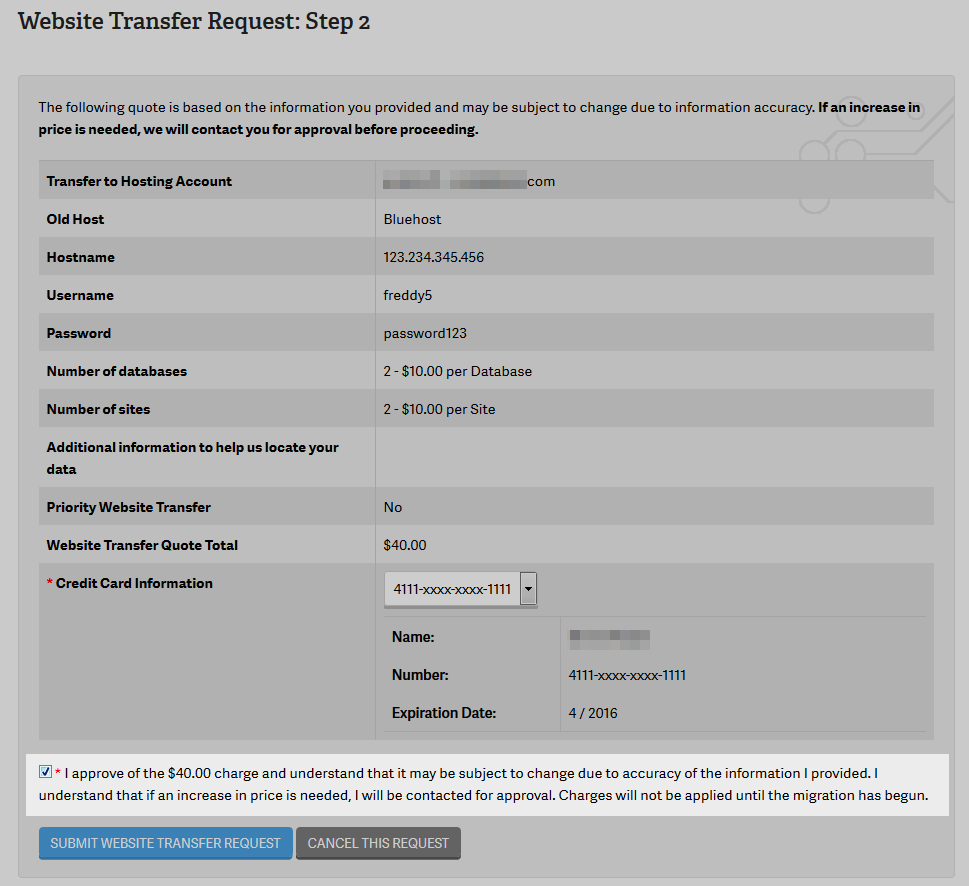 Website Transfer Request: Step 2
The following quote is based on the information you provided and may be subject to change due to information accuracy. If an increase in
price is needed, we will contact you for approval before proceeding.
Transfer to Hosting Account com
Old Host Bluehost
Hostname 123.234.345.456
Username freddy5
Password password123
Number of databases 2 - $10.00 per Database
Number of sites 2 - $10.00 per Site
Additional information to help us locate your
data
Priority Website Transfer No
Website Transfer Quote Total $40.00
* Credit Card Information 4111-xxxx-xxxx-1111
Name:
Number: 4111-xxxx-xxxx-1111
Expiration Date: 4 / 2016
* I approve of the $40.00 charge and understand that it may be subject to change due to accuracy of the information I provided. I
understand that if an increase in price is needed, I will be contacted for approval. Charges will not be applied until the migration has begun.
SUBMIT WEBSITE TRANSFER REQUEST CANCEL THIS REQUEST